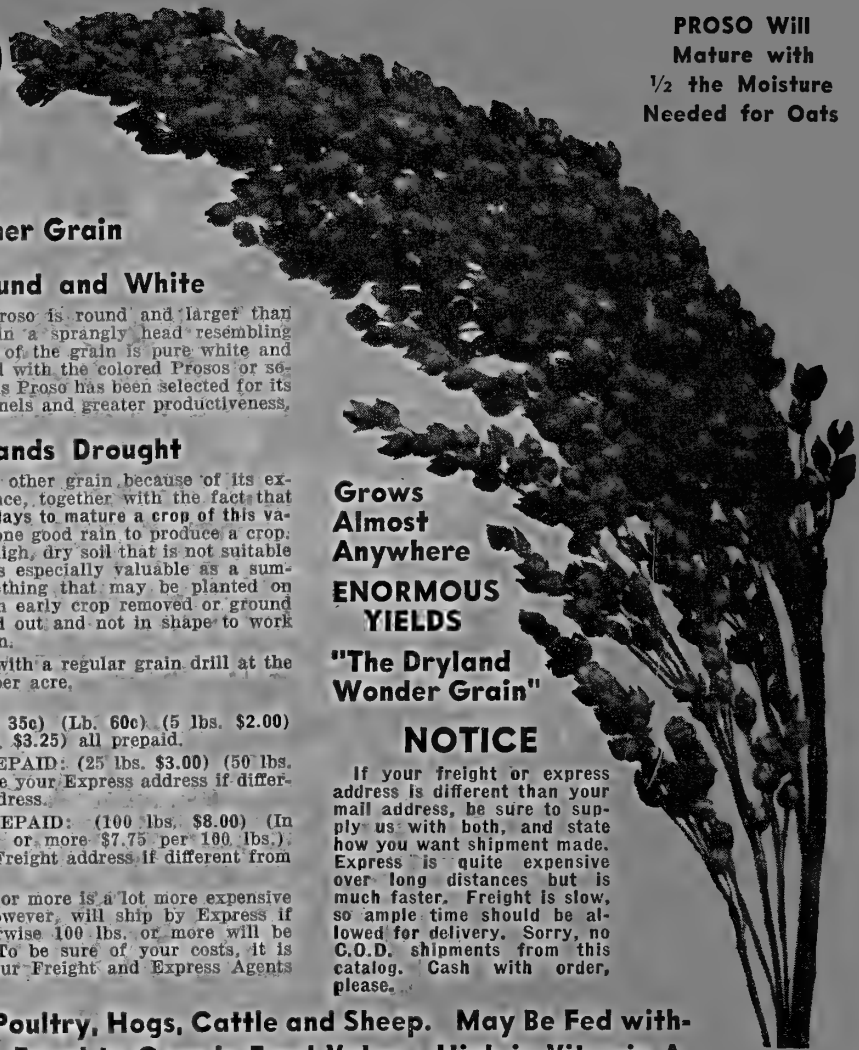 PROSO Will
Mature with
½ the Moisture
Needed for Oats
her Grain
und and White
roso is round and larger than
in a sprangly head resembling
of the grain is pure white and
d with the colored Prosos or so-
s Proso has been selected for its
nels and greater productiveness,
ands Drought
other grain because of its ex-
nce, together with the fact that
days to mature a crop of this va-
one good rain to produce a crop.
igh, dry soil that is not suitable
s especially valuable as a sum-
thing that may be planted on
n early crop removed or ground
d out and not in shape to work
n.
with a regular grain drill at the
per acre.
35c) (Lb. 60c) (5 lbs. $2.00)
$3.25) all prepaid.
EPAID: (25 lbs. $3.00) (50 lbs.
e your Express address if differ-
dress.
EPAID: (100 lbs. $8.00) (In
or more $7.75 per 100 lbs.)
Freight address if different from
or more is a lot more expensive
owever, will ship by Express if
rwise 100 lbs. or more will be
To be sure of your costs, it is
ur Freight and Express Agents
Grows
Almost
Anywhere
ENORMOUS
YIELDS
"The Dryland
Wonder Grain"
NOTICE
If your freight or express
address is different than your
mail address, be sure to sup-
ply us with both, and state
how you want shipment made.
Express is quite expensive
over long distances but is
much faster. Freight is slow,
so ample time should be al-
lowed for delivery. Sorry, no
C.O.D. shipments from this
catalog. Cash with order,
please.
Poultry, Hogs, Cattle and Sheep. May Be Fed with-